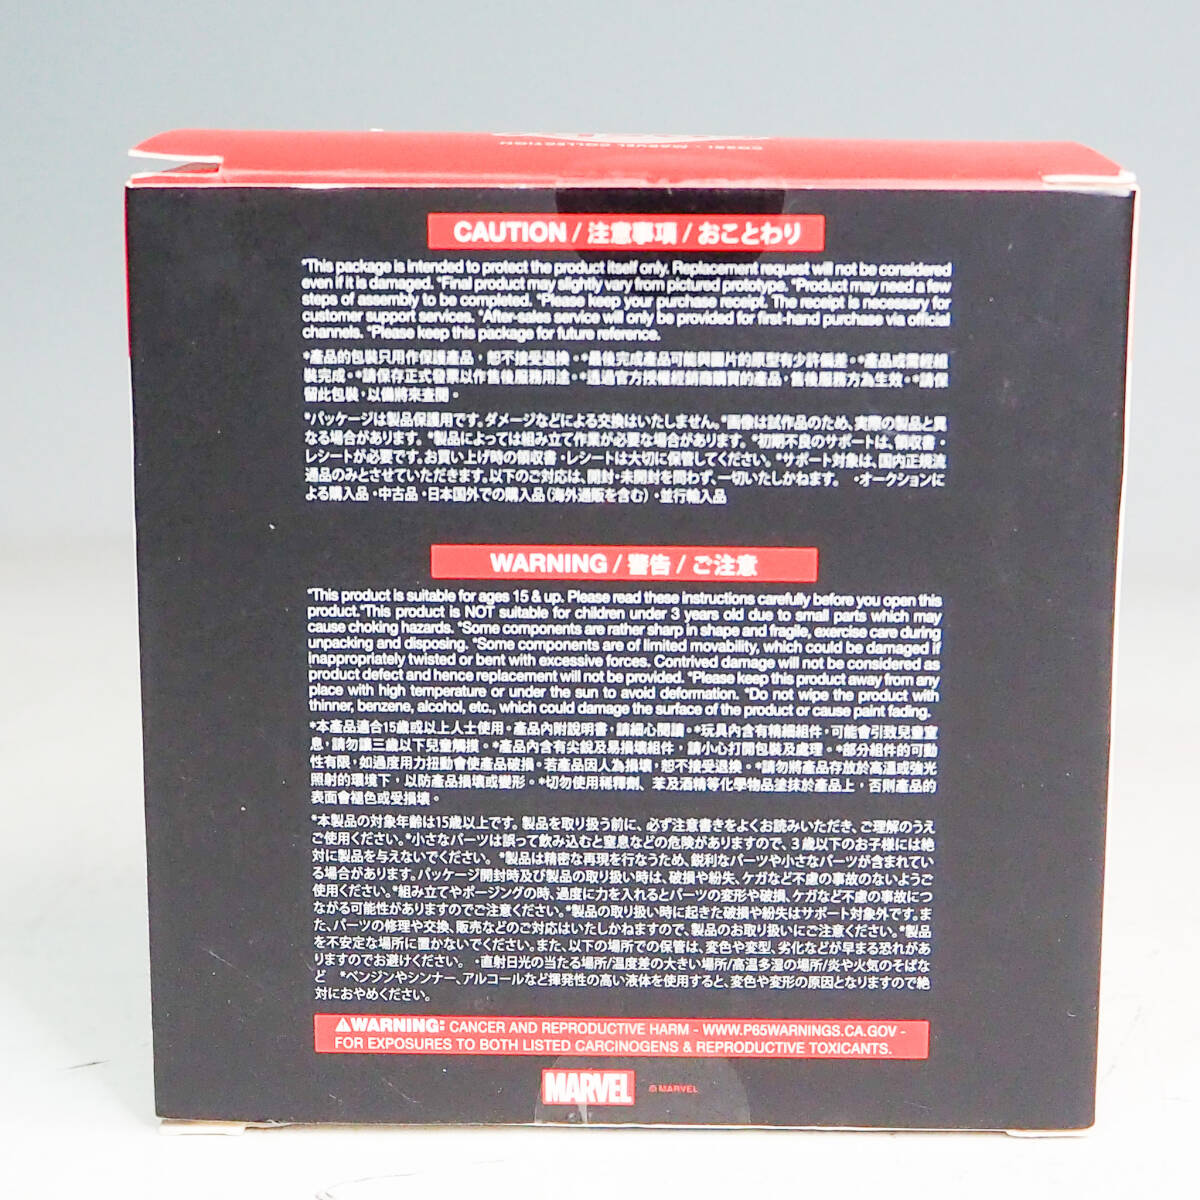 COSBI - MARVEL COLLECTION
CAUTION / 注意事項 / おことわり
*This package is intended to protect the product itself only. Replacement request will not be considered
even if it is damaged. *Final product may slightly vary from pictured prototype. *Product may need a few
steps of assembly to be completed. *Please keep your purchase receipt. The receipt is necessary for
customer support services. *After-sales service will only be provided for first-hand purchase via official
channels. *Please keep this package for future reference.
*產品的包裝只用作保護產品，恕不接受退換。*最後完成產品可能與圖片的原型有少許偏差。*產品或需經組
裝完成。*請保存正式發票以作售後服務用途。*透過官方授權經銷商購買的產品，售後服務方為生效。*請保
留此包裝，以備將來查閱。
*パッケージは製品保護用です。ダメージなどによる交換はいたしません。*画像は試作品のため、実際の製品と異
なる場合があります。*製品によっては組み立て作業が必要な場合があります。*初期不良のサポートは、領収書・
レシートが必要です。お買い上げ時の領収書・レシートは大切に保管してください。*サポート対象は、国内正規流
通品のみとさせていただきます。以下のご対応は、開封・未開封を問わず、一切いたしかねます。 ・オークションに
よる購入品・中古品・日本国外での購入品（海外通販を含む）・並行輸入品
WARNING / 警告 / ご注意
*This product is suitable for ages 15 & up. Please read these instructions carefully before you open this
product.*This product is NOT suitable for children under 3 years old due to small parts which may
cause choking hazards. *Some components are rather sharp in shape and fragile, exercise care during
unpacking and disposing. *Some components are of limited movability, which could be damaged if
inappropriately twisted or bent with excessive forces. Contrived damage will not be considered as
product defect and hence replacement will not be provided. *Please keep this product away from any
place with high temperature or under the sun to avoid deformation. *Do not wipe the product with
thinner, benzene, alcohol, etc., which could damage the surface of the product or cause paint fading.
*本產品適合15歲或以上人士使用。產品內附說明書，請細心閱讀。*玩具內含有精細組件，可能會引致兒童窒
息，請勿讓三歲以下兒童觸摸。*產品內含有尖銳及易損壞組件，請小心打開包裝及處理。*部分組件的可動
性有限，如過度用力扭動會使產品破損。若產品因人為損壞，恕不接受退換。*請勿將產品存放於高溫或強光
照射的環境下，以防產品損壞或變形。*切勿使用稀釋劑、苯及酒精等化學物品塗抹於產品上，否則產品的
表面會褪色或受損壞。
*本製品の対象年齢は15歳以上です。製品を取り扱う前に、必ず注意書きをよくお読みいただき、ご理解のうえ
ご使用ください。*小さなパーツは誤って飲み込むと窒息などの危険がありますので、3歳以下のお子様には絶
対に製品を与えないでください。*製品は精密な再現を行なうため、鋭利なパーツや小さなパーツが含まれてい
る場合があります。パッケージ開封時及び製品の取り扱い時は、破損や紛失、ケガなど不慮の事故のないようご
使用ください。*組み立てやポージングの時、過度に力を入れるとパーツの変形や破損、ケガなど不慮の事故につ
ながる可能性がありますのでご注意ください。*製品の取り扱い時に起きた破損や紛失はサポート対象外です。ま
た、パーツの修理や交換、販売などのご対応はいたしかねますので、製品のお取り扱いにご注意ください。*製品
を不安定な場所に置かないでください。また、以下の場所での保管は、変色や変型、劣化などが早まる恐れがあ
りますのでお避けください。 ・直射日光の当たる場所/温度差の大きい場所/高温多湿の場所/炎や火気のそばな
ど *ベンジンやシンナー、アルコールなど揮発性の高い液体を使用すると、変色や変形の原因となりますので絶
対におやめください。
⚠WARNING: CANCER AND REPRODUCTIVE HARM - WWW.P65WARNINGS.CA.GOV -
FOR EXPOSURES TO BOTH LISTED CARCINOGENS & REPRODUCTIVE TOXICANTS.
MARVEL © MARVEL